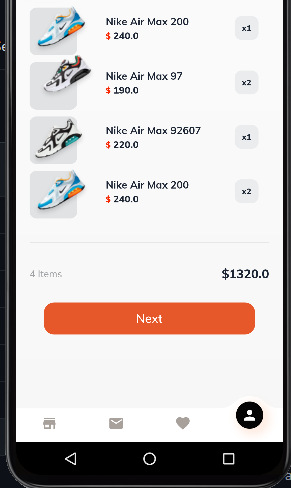 Nike Air Max 200
$ 240.0
x1
Nike Air Max 97
$ 190.0
x2
Nike Air Max 92607
$ 220.0
x1
Nike Air Max 200
$ 240.0
x2
4 Items
$1320.0
Next